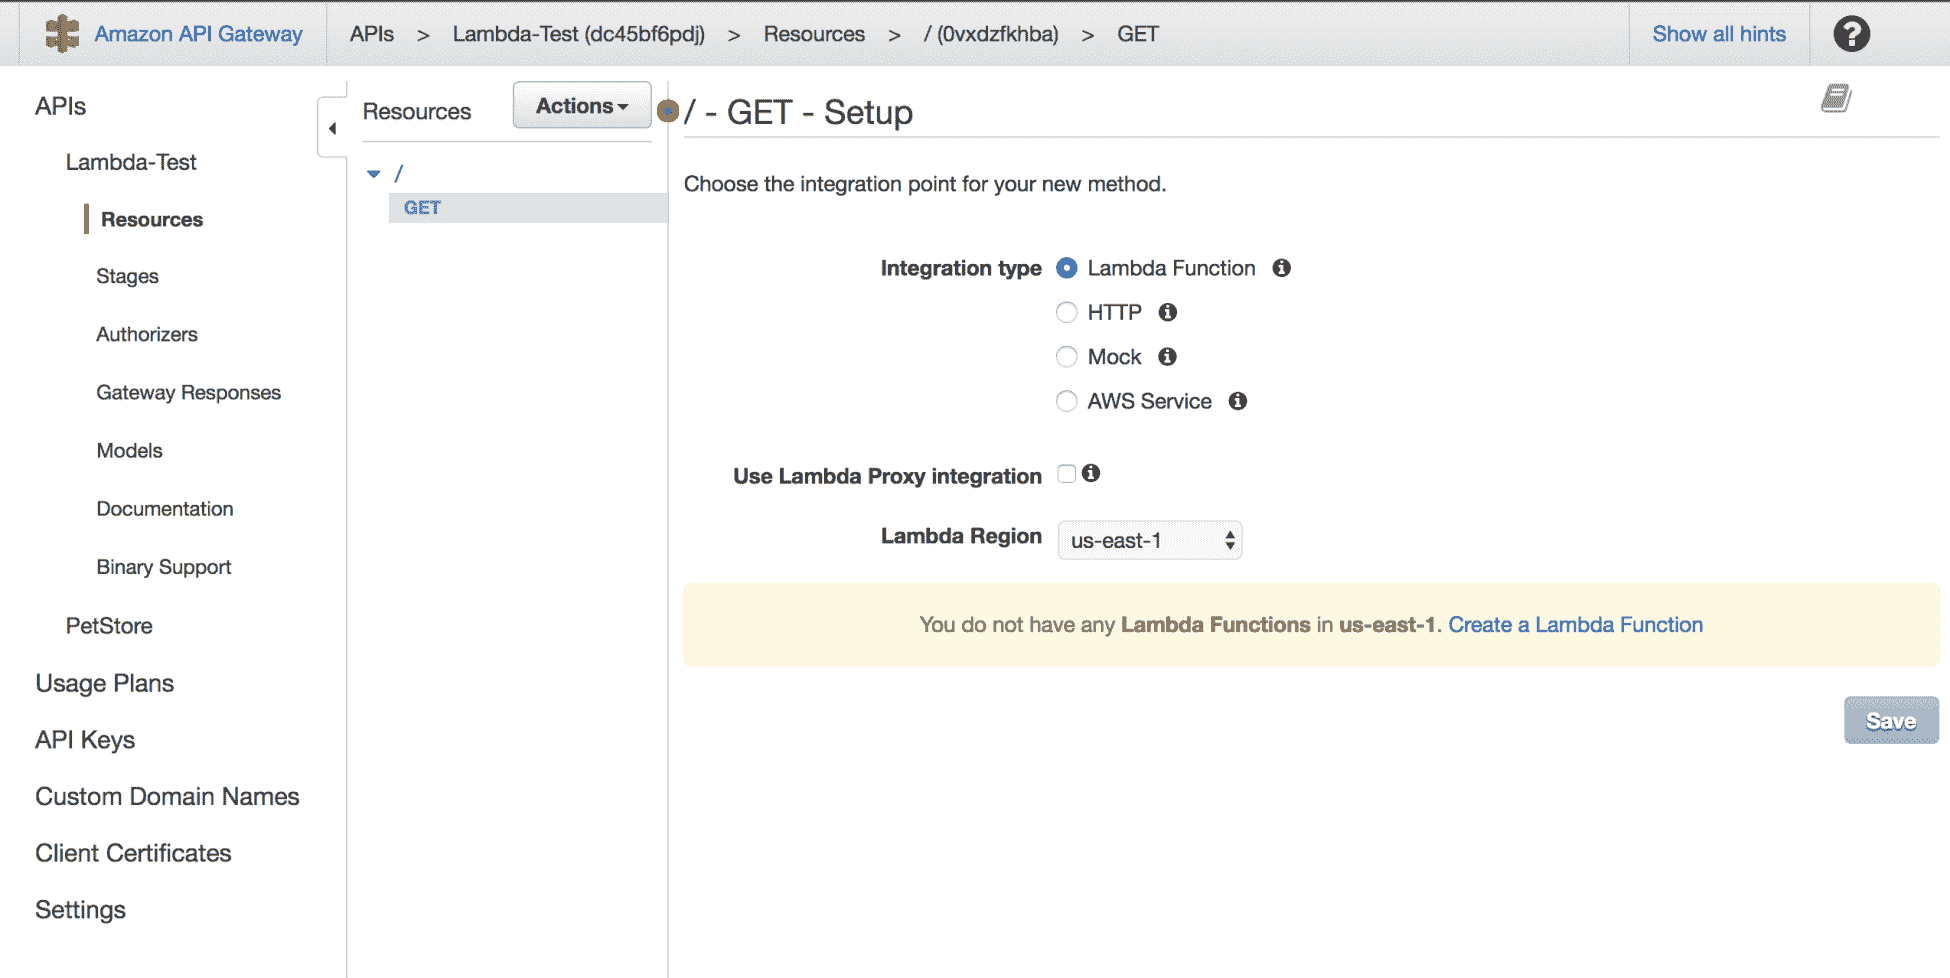 Amazon API Gateway APIs > Lambda-Test (dc45bf6pdj) > Resources > / (0vxdzfkhba) > GET Show all hints ?
APIs
Lambda-Test
Resources
Stages
Authorizers
Gateway Responses
Models
Documentation
Binary Support
PetStore
Usage Plans
API Keys
Custom Domain Names
Client Certificates
Settings
Resources Actions
/
GET
/ - GET - Setup
Choose the integration point for your new method.
Integration type Lambda Function
HTTP
Mock
AWS Service
Use Lambda Proxy integration
Lambda Region us-east-1
You do not have any Lambda Functions in us-east-1. Create a Lambda Function
Save